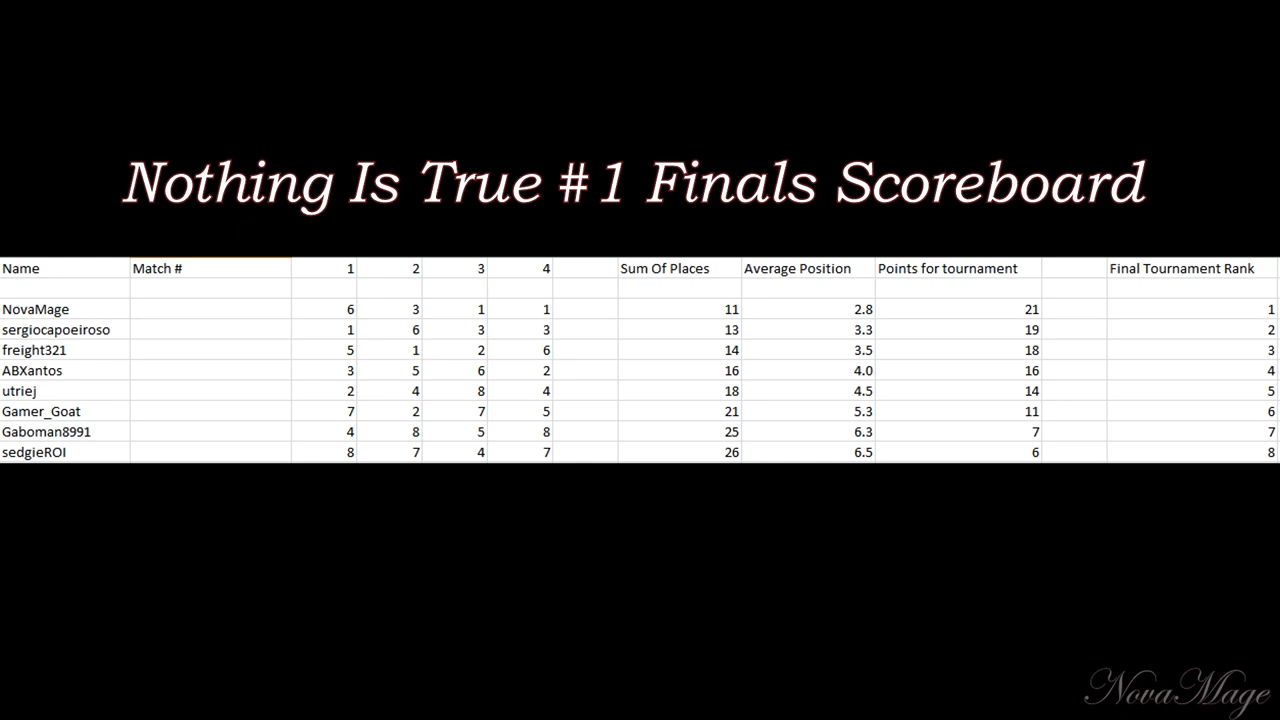 Nothing Is True #1 Finals Scoreboard
Name Match # 1 2 3 4 Sum Of Places Average Position Points for tournament Final Tournament Rank
NovaMage 6 3 1 1 11 2.8 21 1
sergiocapoeiroso 1 6 3 3 13 3.3 19 2
freight321 5 1 2 6 14 3.5 18 3
ABXantos 3 5 6 2 16 4.0 16 4
utriej 2 4 8 4 18 4.5 14 5
Gamer_Goat 7 2 7 5 21 5.3 11 6
Gaboman8991 4 8 5 8 25 6.3 7 7
sedgieROI 8 7 4 7 26 6.5 6 8
NovaMage